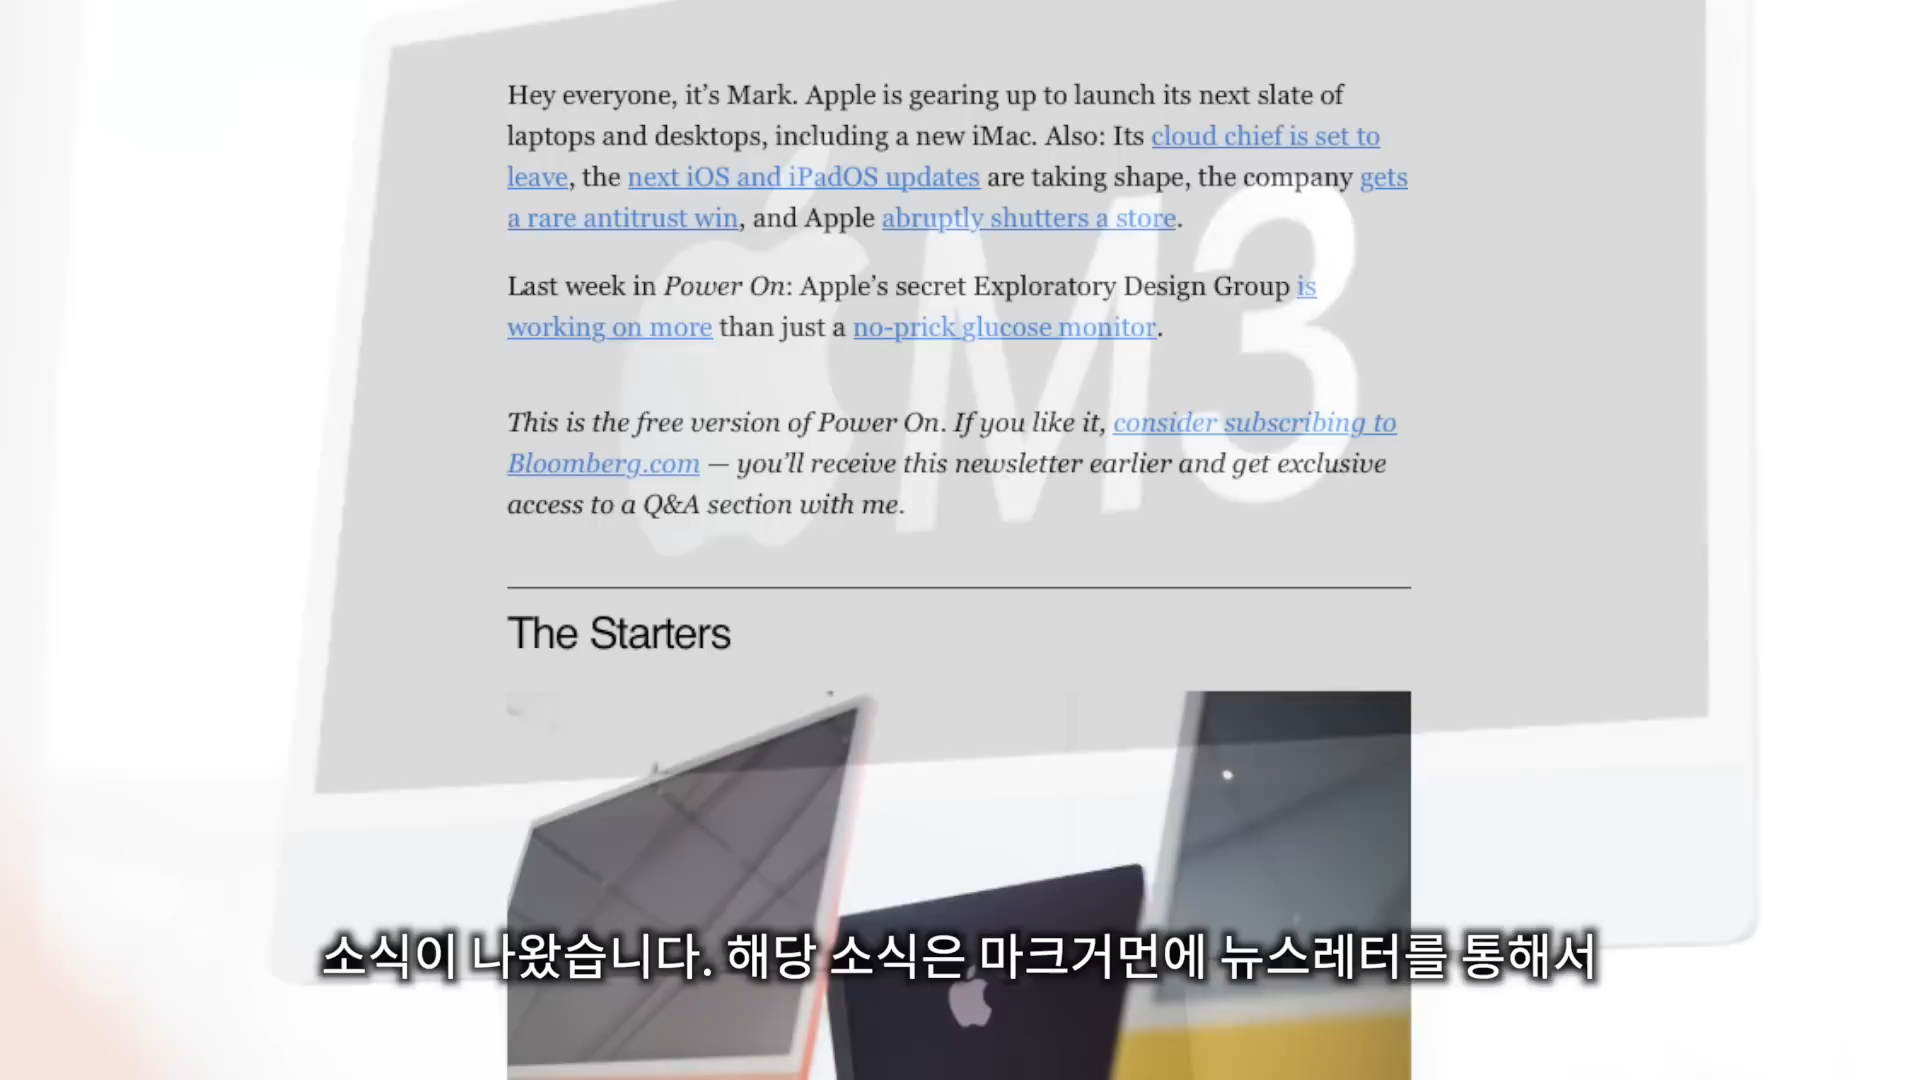 Hey everyone, it’s Mark. Apple is gearing up to launch its next slate of
laptops and desktops, including a new iMac. Also: Its cloud chief is set to
leave, the next iOS and iPadOS updates are taking shape, the company gets
a rare antitrust win, and Apple abruptly shutters a store.
Last week in Power On: Apple’s secret Exploratory Design Group is
working on more than just a no-prick glucose monitor.
This is the free version of Power On. If you like it, consider subscribing to
Bloomberg.com — you’ll receive this newsletter earlier and get exclusive
access to a Q&A section with me.
M3
The Starters
소식이 나왔습니다. 해당 소식은 마크거먼에 뉴스레터를 통해서